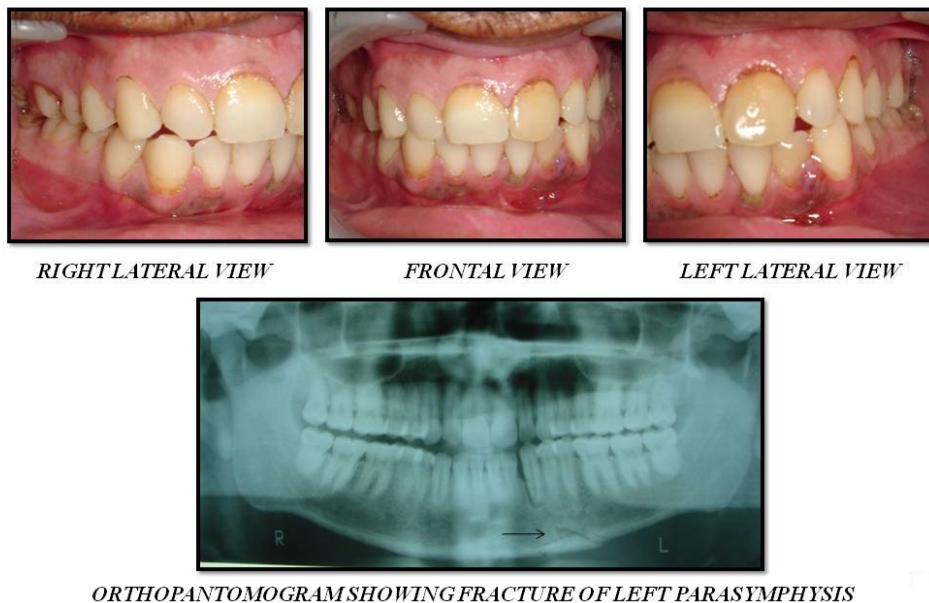 RIGHT LATERAL VIEW
FRONTAL VIEW
LEFT LATERAL VIEW
R
L
ORTHOPANTOMOGRAM SHOWING FRACTURE OF LEFT PARASYMPHYSIS